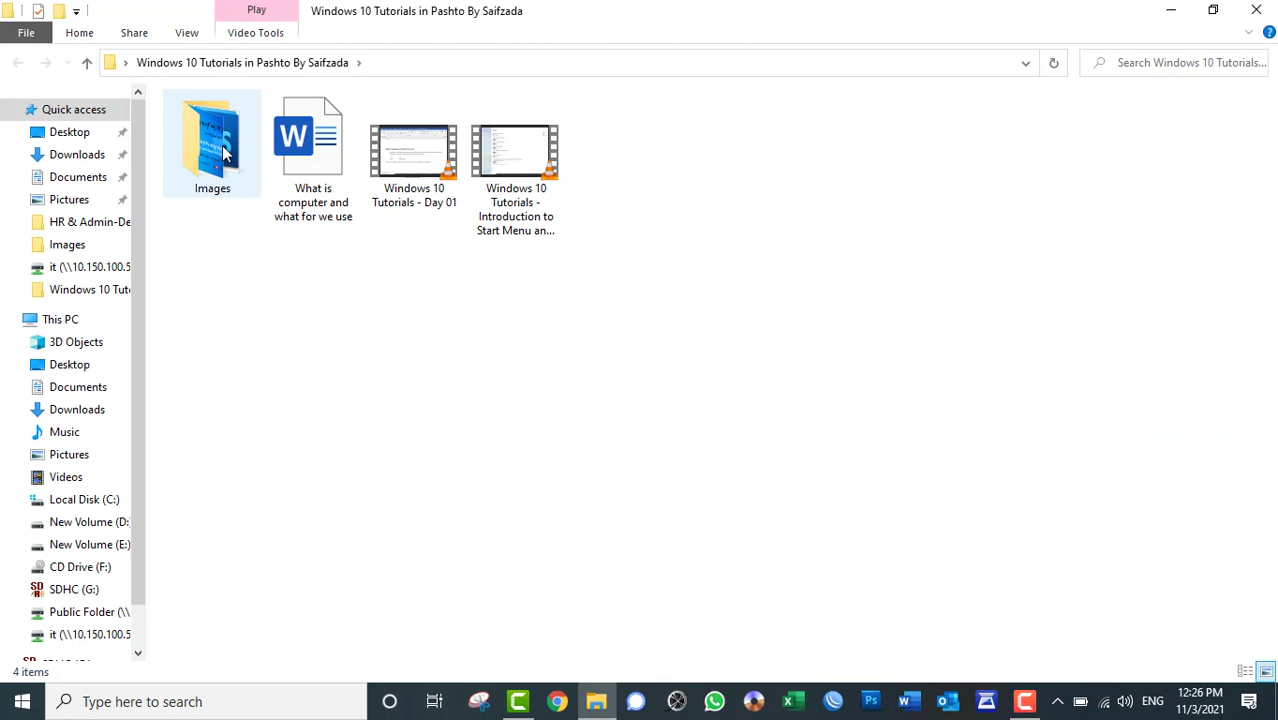 Play
Windows 10 Tutorials in Pashto By Saifzada
File
Home
Share
View
Video Tools
Windows 10 Tutorials in Pashto By Saifzada
Search Windows 10 Tutorials...
Quick access
Desktop
Downloads
Documents
Pictures
HR & Admin-De
Images
it (\\10.150.100.5
Windows 10 Tuto
This PC
3D Objects
Desktop
Documents
Downloads
Music
Pictures
Videos
Local Disk (C:)
New Volume (D:)
New Volume (E:)
CD Drive (F:)
SDHC (G:)
Public Folder (\\
it (\\10.150.100.5
Images
What is
computer and
what for we use
Windows 10
Tutorials - Day 01
Windows 10
Tutorials -
Introduction to
Start Menu an...
4 items
Type here to search
ENG
12:26 PM
11/3/2021